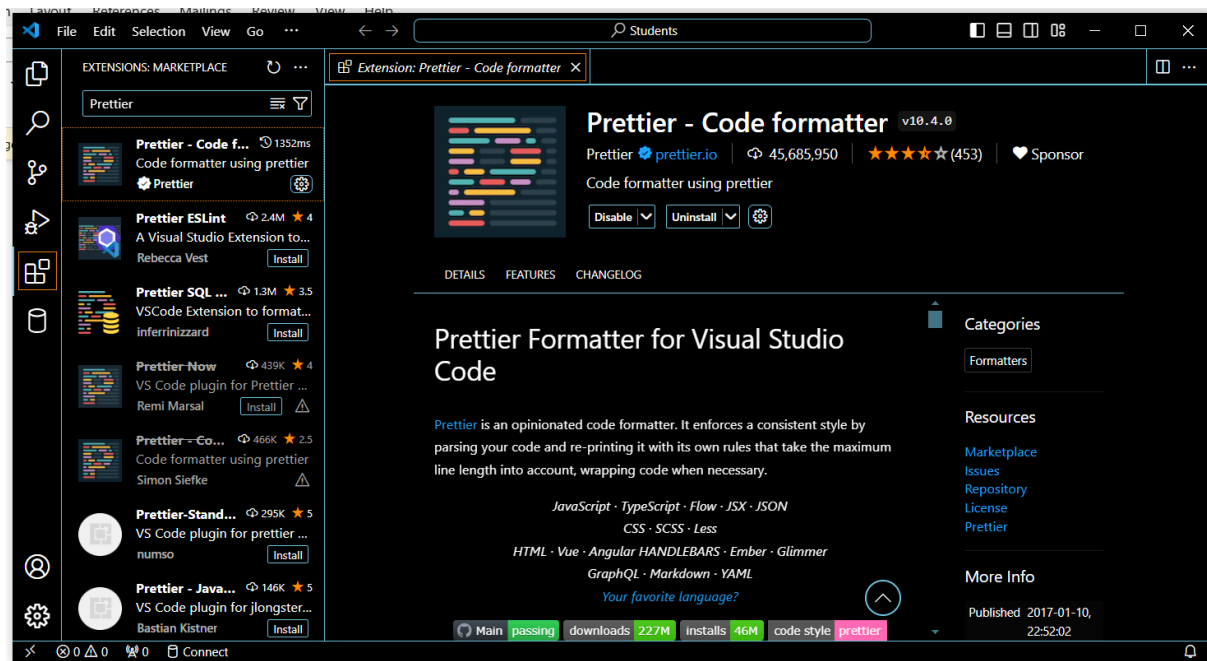 Layout References Mailings Review View Help
File Edit Selection View Go ···
Students
EXTENSIONS: MARKETPLACE
Prettier
Prettier - Code f... 1352ms
Code formatter using prettier
Prettier
Prettier ESLint 2.4M ★ 4
A Visual Studio Extension to...
Rebecca Vest Install
Prettier SQL ... 1.3M ★ 3.5
VSCode Extension to format...
inferrinizzard Install
Prettier Now 439K ★ 4
VS Code plugin for Prettier ...
Remi Marsal Install
Prettier - Co... 466K ★ 2.5
Code formatter using prettier
Simon Siefke
Prettier-Stand... 295K ★ 5
VS Code plugin for prettier ...
numso Install
Prettier - Java... 146K ★ 5
VS Code plugin for jlongster...
Bastian Kistner Install
Extension: Prettier - Code formatter
Prettier - Code formatter v10.4.0
Prettier prettier.io 45,685,950 (453) Sponsor
Code formatter using prettier
Disable Uninstall
DETAILS FEATURES CHANGELOG
Prettier Formatter for Visual Studio
Code
Prettier is an opinionated code formatter. It enforces a consistent style by
parsing your code and re-printing it with its own rules that take the maximum
line length into account, wrapping code when necessary.
JavaScript · TypeScript · Flow · JSX · JSON
CSS · SCSS · Less
HTML · Vue · Angular HANDLEBARS · Ember · Glimmer
GraphQL · Markdown · YAML
Your favorite language?
Main passing downloads 227M installs 46M code style prettier
Categories
Formatters
Resources
Marketplace
Issues
Repository
License
Prettier
More Info
Published 2017-01-10,
22:52:02
0 0 0 Connect